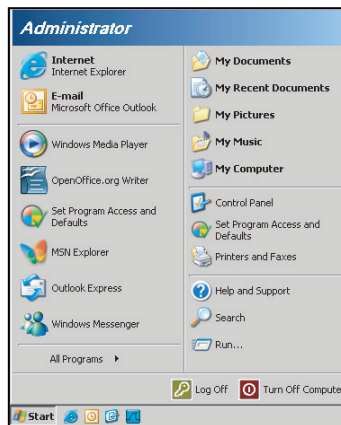 Administrator
Internet
Internet Explorer
E-mail
Microsoft Office Outlook
Windows Media Player
OpenOffice.org Writer
Set Program Access and
Defaults
MSN Explorer
Outlook Express
Windows Messenger
All Programs
My Documents
My Recent Documents
My Pictures
My Music
My Computer
Control Panel
Set Program Access and
Defaults
Printers and Faxes
Help and Support
Search
Run...
Log Off
Turn Off Compute
Start